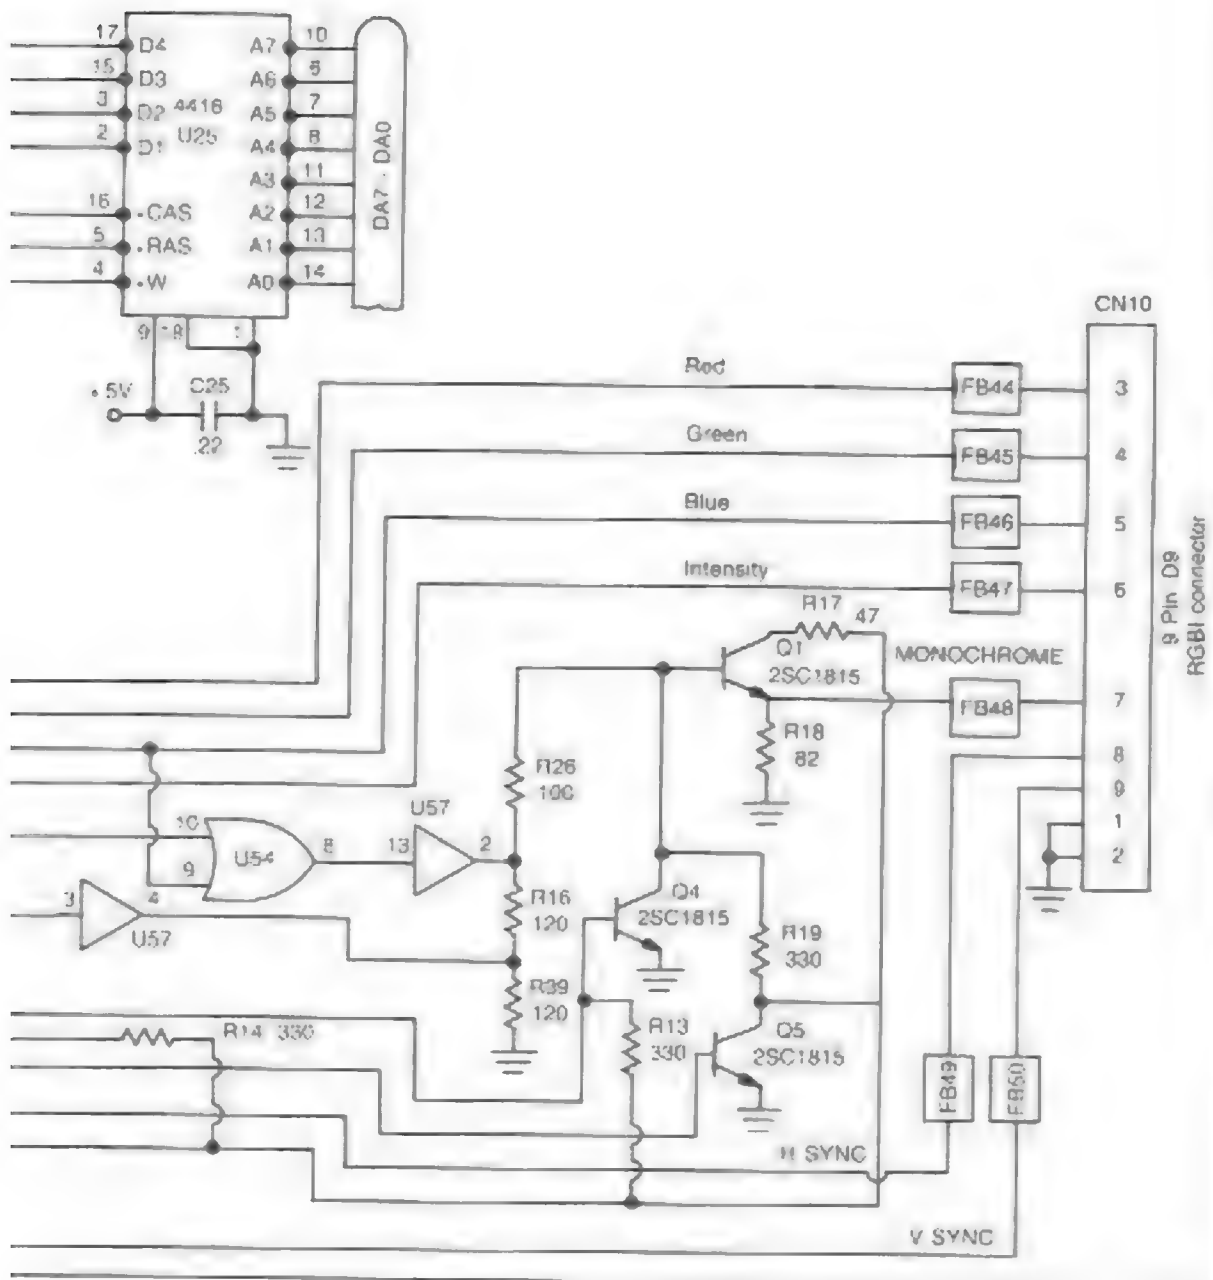 17 D4 A7 10
15 D3 A6 6
3 D2 A5 7
4416
2 D1 A4 8
U25
A3 11
16 •CAS A2 12
5 •RAS A1 13
4 •W A0 14
DA7 - DA0
9 18 1
+5V C25
.22
CN10
Red FB44 3
Green FB45 4
Blue FB46 5
Intensity FB47 6
9 Pin D9
RGBI connector
R17 47
Q1
2SC1815
MONOCHROME
FB48 7
R18
82
8
9
1
2
R26
100
U57
10
9 U54 8 13 2
3 4
U57
R16
120
Q4
2SC1815
R19
330
R39
120
R14 330
R13
330
Q5
2SC1815
FB49
FB50
H SYNC
V SYNC